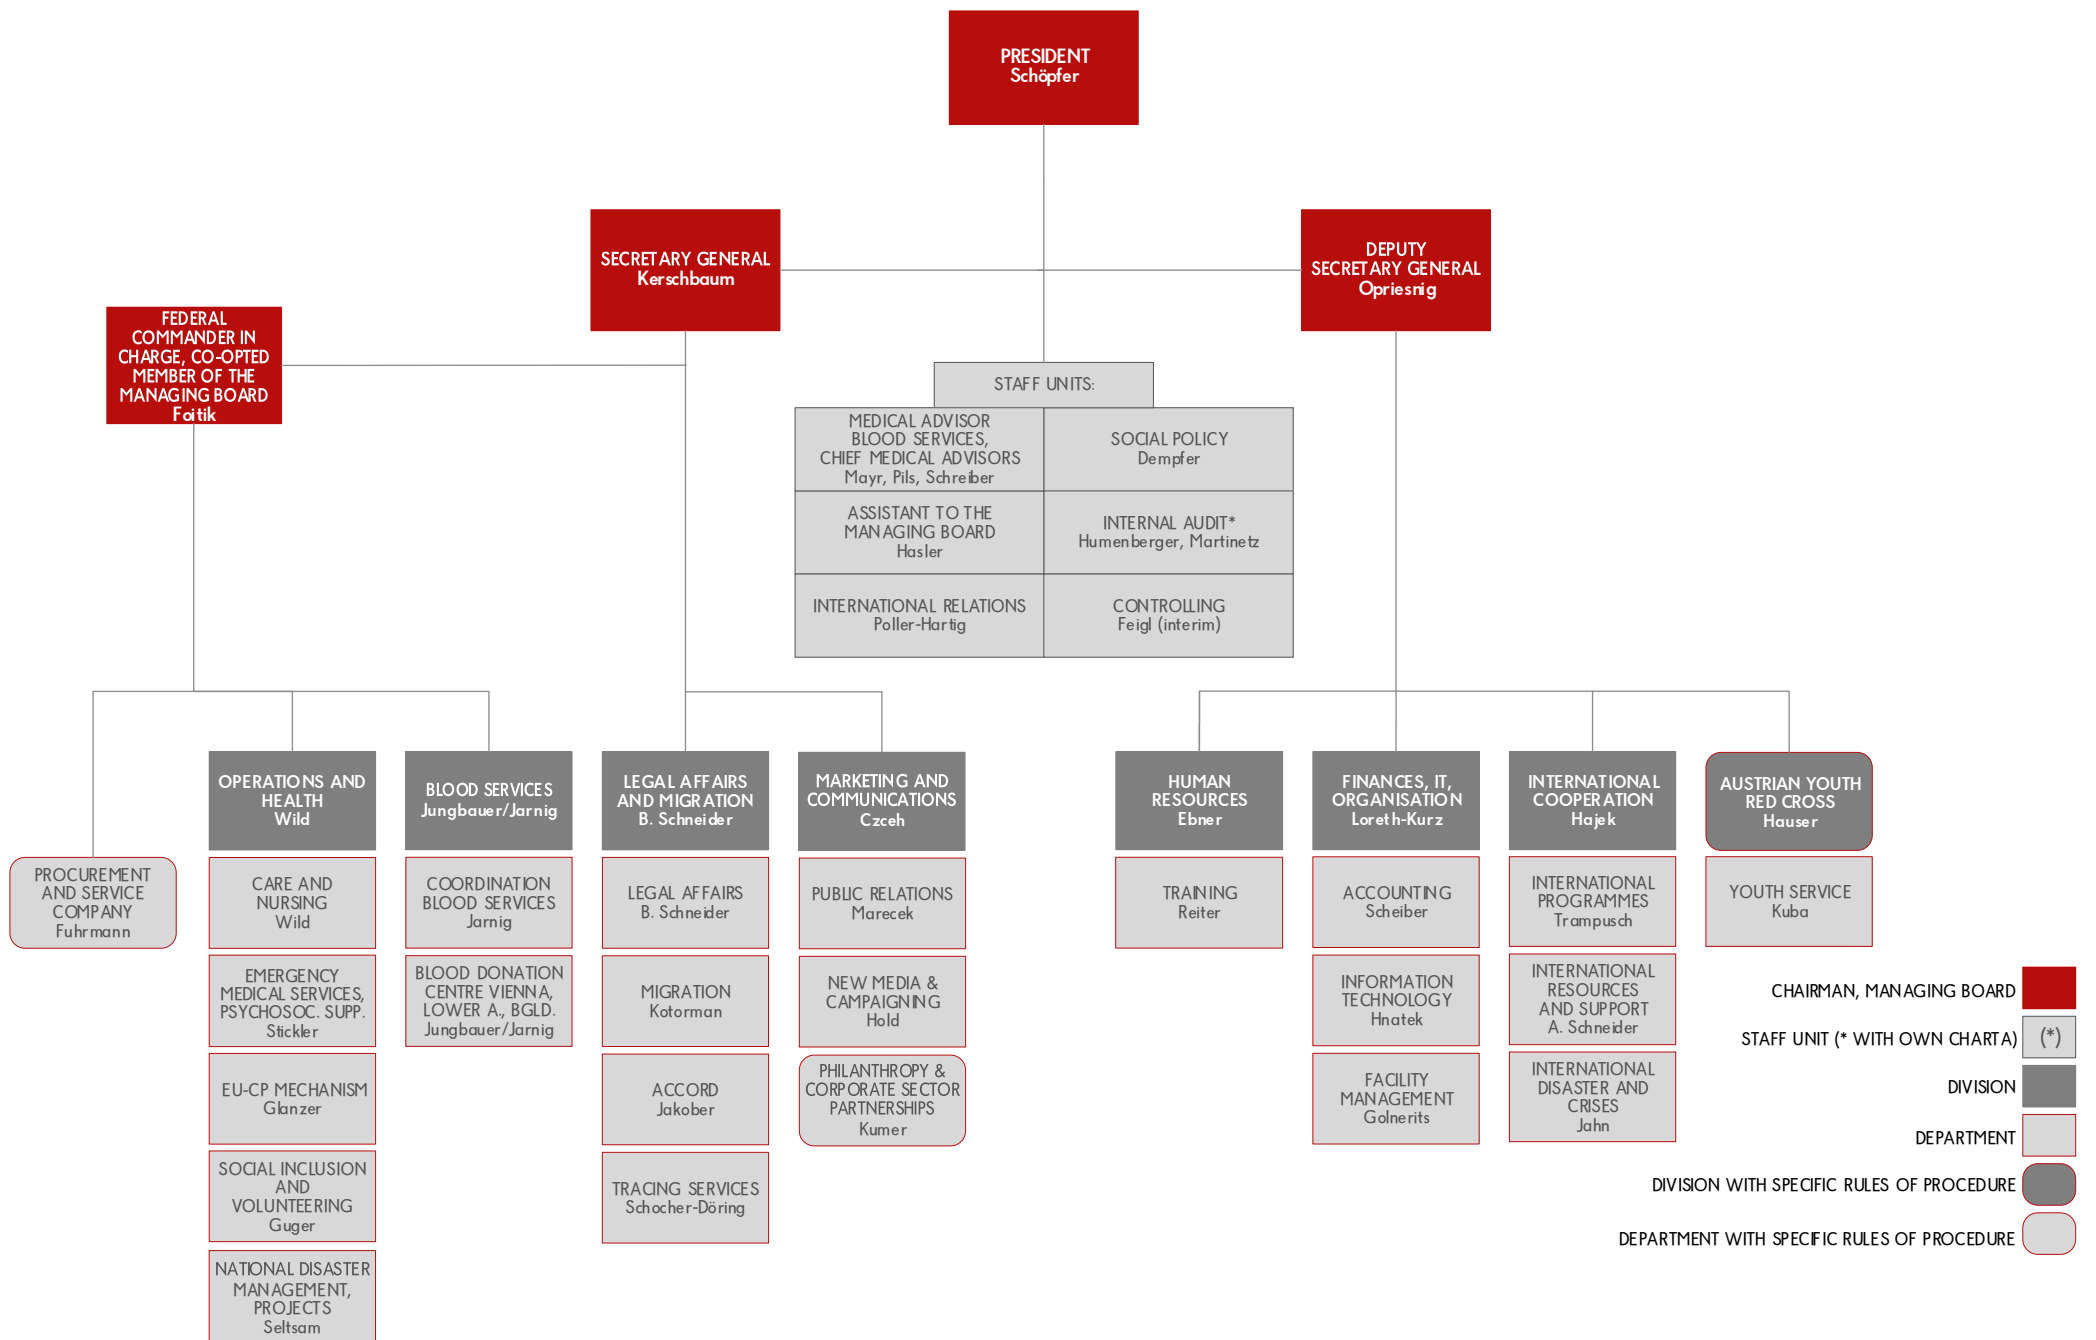 PRESIDENT
Schöpfer
SECRETARY GENERAL
Kerschbaum
DEPUTY
SECRETARY GENERAL
Opriesnig
FEDERAL
COMMANDER IN
CHARGE, CO-OPTED
MEMBER OF THE
MANAGING BOARD
Foitik
STAFF UNITS:
MEDICAL ADVISOR
BLOOD SERVICES,
CHIEF MEDICAL ADVISORS
Mayr, Pils, Schreiber
SOCIAL POLICY
Dempfer
ASSISTANT TO THE
MANAGING BOARD
Hasler
INTERNAL AUDIT*
Humenberger, Martinetz
INTERNATIONAL RELATIONS
Poller-Hartig
CONTROLLING
Feigl (interim)
PROCUREMENT
AND SERVICE
COMPANY
Fuhrmann
OPERATIONS AND
HEALTH
Wild
CARE AND
NURSING
Wild
EMERGENCY
MEDICAL SERVICES,
PSYCHOSOC. SUPP.
Stickler
EU-CP MECHANISM
Glanzer
SOCIAL INCLUSION
AND
VOLUNTEERING
Guger
NATIONAL DISASTER
MANAGEMENT,
PROJECTS
Seltsam
BLOOD SERVICES
Jungbauer/Jarnig
COORDINATION
BLOOD SERVICES
Jarnig
BLOOD DONATION
CENTRE VIENNA,
LOWER A., BGLD.
Jungbauer/Jarnig
LEGAL AFFAIRS
AND MIGRATION
B. Schneider
LEGAL AFFAIRS
B. Schneider
MIGRATION
Kotorman
ACCORD
Jakober
TRACING SERVICES
Schocher-Döring
MARKETING AND
COMMUNICATIONS
Czceh
PUBLIC RELATIONS
Marecek
NEW MEDIA &
CAMPAIGNING
Hold
PHILANTHROPY &
CORPORATE SECTOR
PARTNERSHIPS
Kumer
HUMAN
RESOURCES
Ebner
TRAINING
Reiter
FINANCES, IT,
ORGANISATION
Loreth-Kurz
ACCOUNTING
Scheiber
INFORMATION
TECHNOLOGY
Hnatek
FACILITY
MANAGEMENT
Golnerits
INTERNATIONAL
COOPERATION
Hajek
INTERNATIONAL
PROGRAMMES
Trampusch
INTERNATIONAL
RESOURCES
AND SUPPORT
A. Schneider
INTERNATIONAL
DISASTER AND
CRISES
Jahn
AUSTRIAN YOUTH
RED CROSS
Hauser
YOUTH SERVICE
Kuba
CHAIRMAN, MANAGING BOARD
STAFF UNIT (* WITH OWN CHARTA) (*)
DIVISION
DEPARTMENT
DIVISION WITH SPECIFIC RULES OF PROCEDURE
DEPARTMENT WITH SPECIFIC RULES OF PROCEDURE